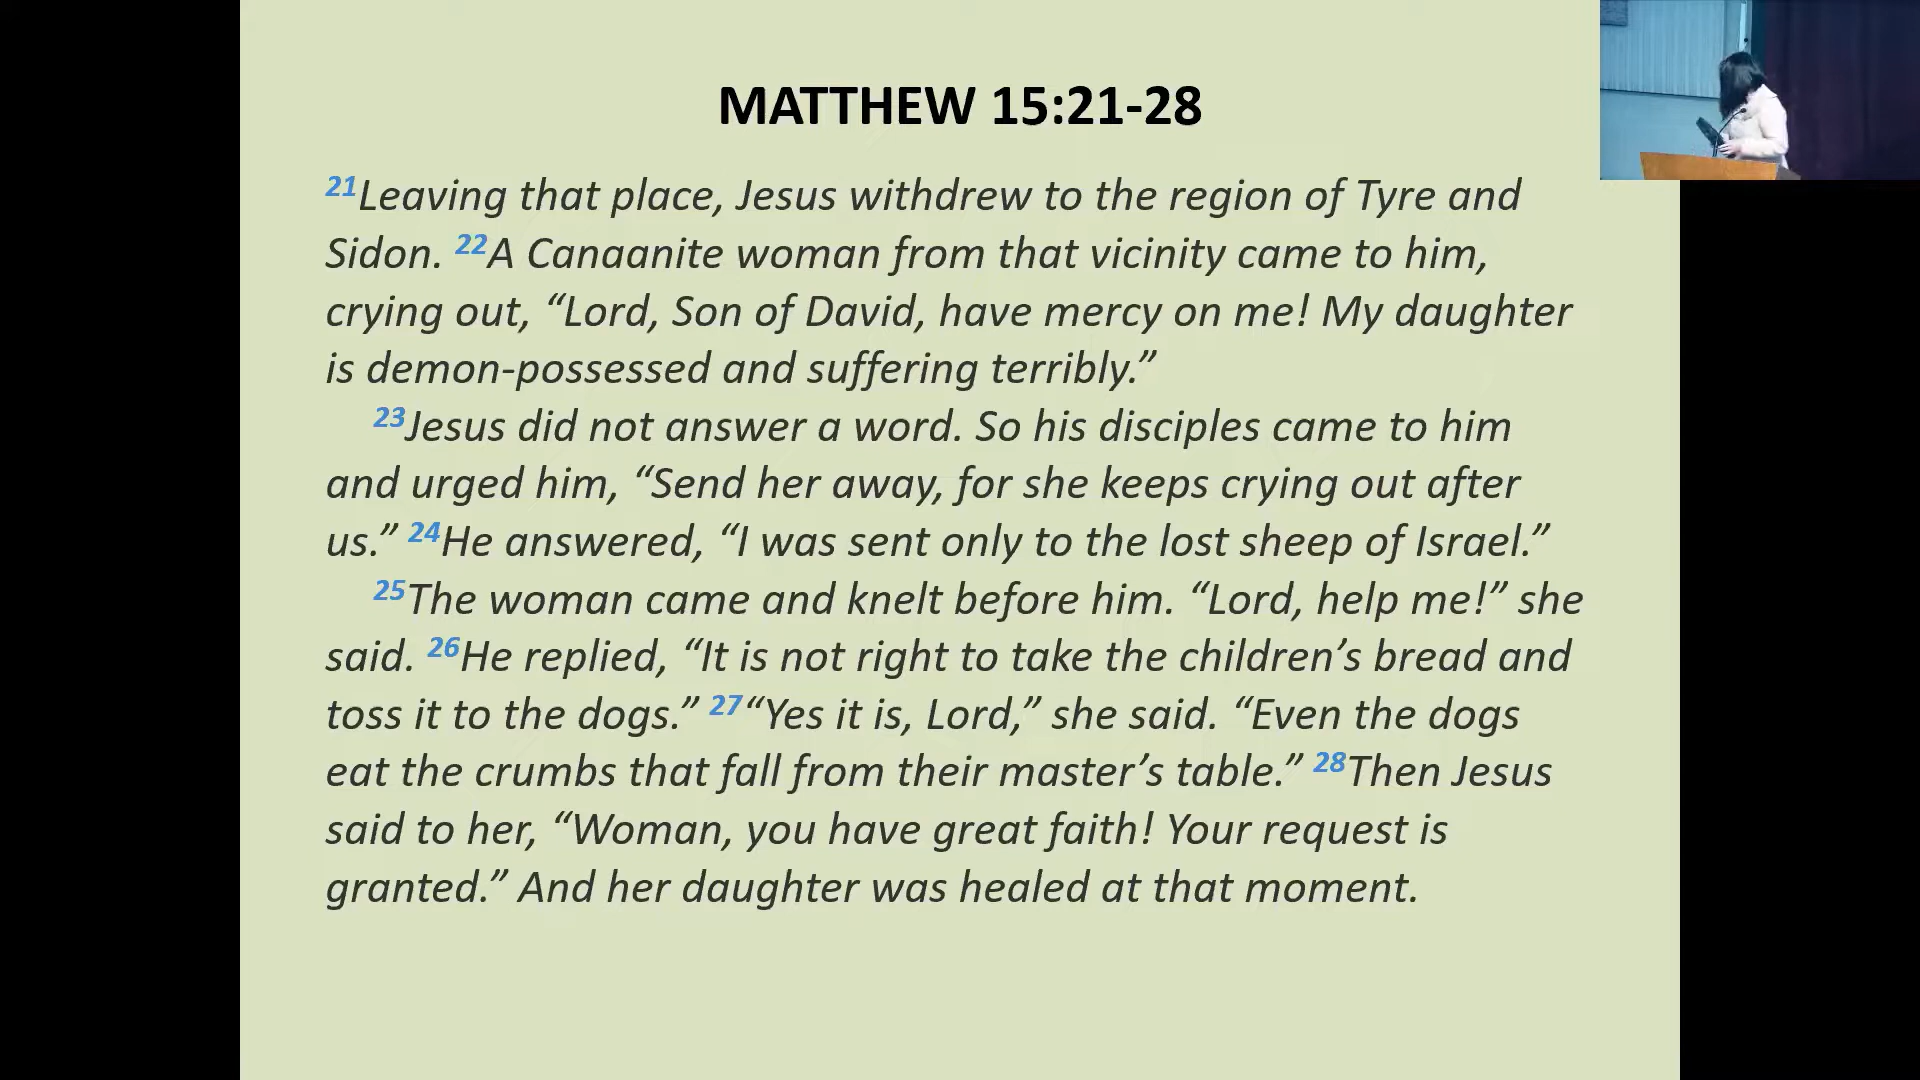 MATTHEW 15:21-28
21Leaving that place, Jesus withdrew to the region of Tyre and
Sidon. 22A Canaanite woman from that vicinity came to him,
crying out, “Lord, Son of David, have mercy on me! My daughter
is demon-possessed and suffering terribly.”
23Jesus did not answer a word. So his disciples came to him
and urged him, “Send her away, for she keeps crying out after
us.” 24He answered, “I was sent only to the lost sheep of Israel.”
25The woman came and knelt before him. “Lord, help me!” she
said. 26He replied, “It is not right to take the children’s bread and
toss it to the dogs.” 27“Yes it is, Lord,” she said. “Even the dogs
eat the crumbs that fall from their master’s table.” 28Then Jesus
said to her, “Woman, you have great faith! Your request is
granted.” And her daughter was healed at that moment.